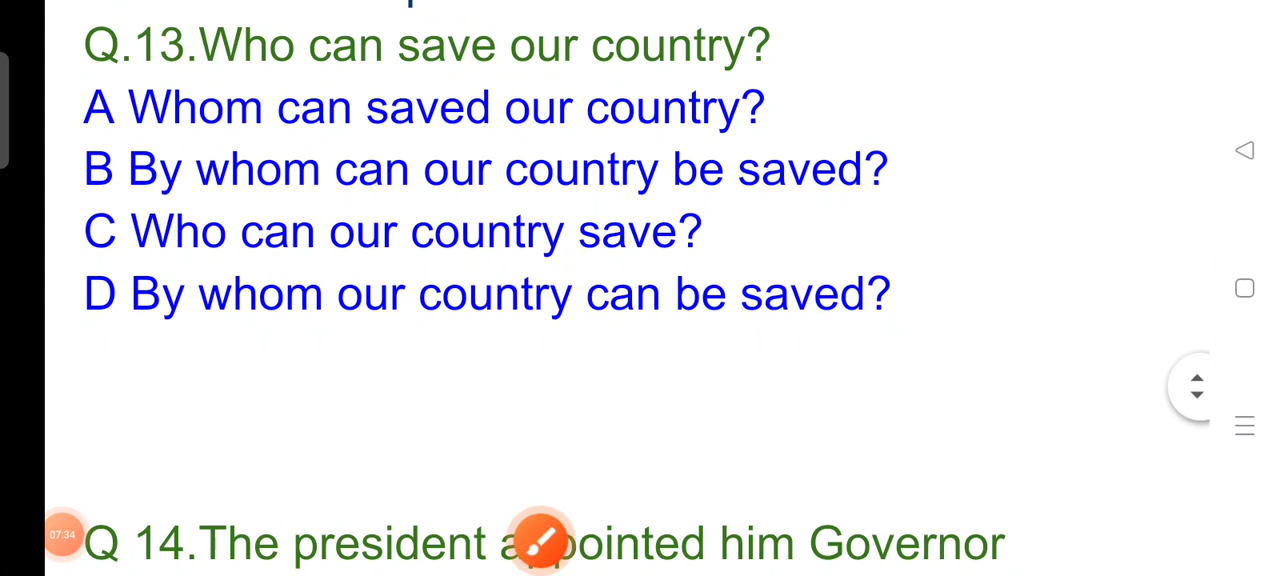 Q.13.Who can save our country?
A Whom can saved our country?
B By whom can our country be saved?
C Who can our country save?
D By whom our country can be saved?
07:34
Q 14.The president appointed him Governor